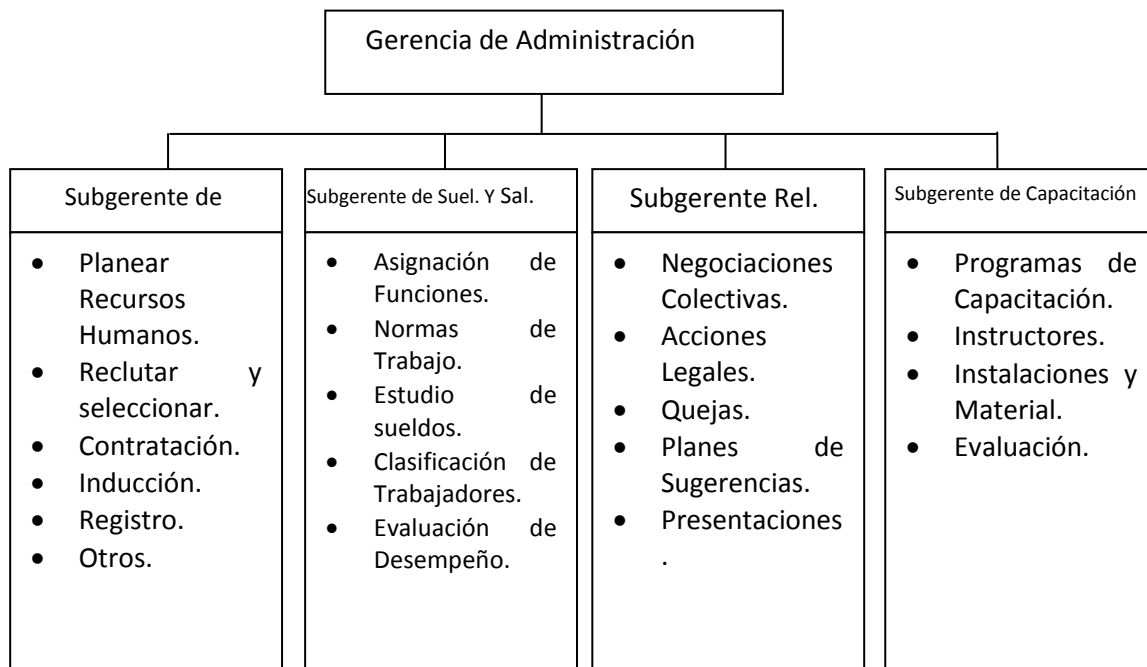 Gerencia de Administración
Subgerente de
• Planear
Recursos
Humanos.
• Reclutar y
seleccionar.
• Contratación.
• Inducción.
• Registro.
• Otros.
Subgerente de Suel. Y Sal.
• Asignación de
Funciones.
• Normas de
Trabajo.
• Estudio de
sueldos.
• Clasificación de
Trabajadores.
• Evaluación de
Desempeño.
Subgerente Rel.
• Negociaciones
Colectivas.
• Acciones
Legales.
• Quejas.
• Planes de
Sugerencias.
• Presentaciones
.
Subgerente de Capacitación
• Programas de
Capacitación.
• Instructores.
• Instalaciones y
Material.
• Evaluación.